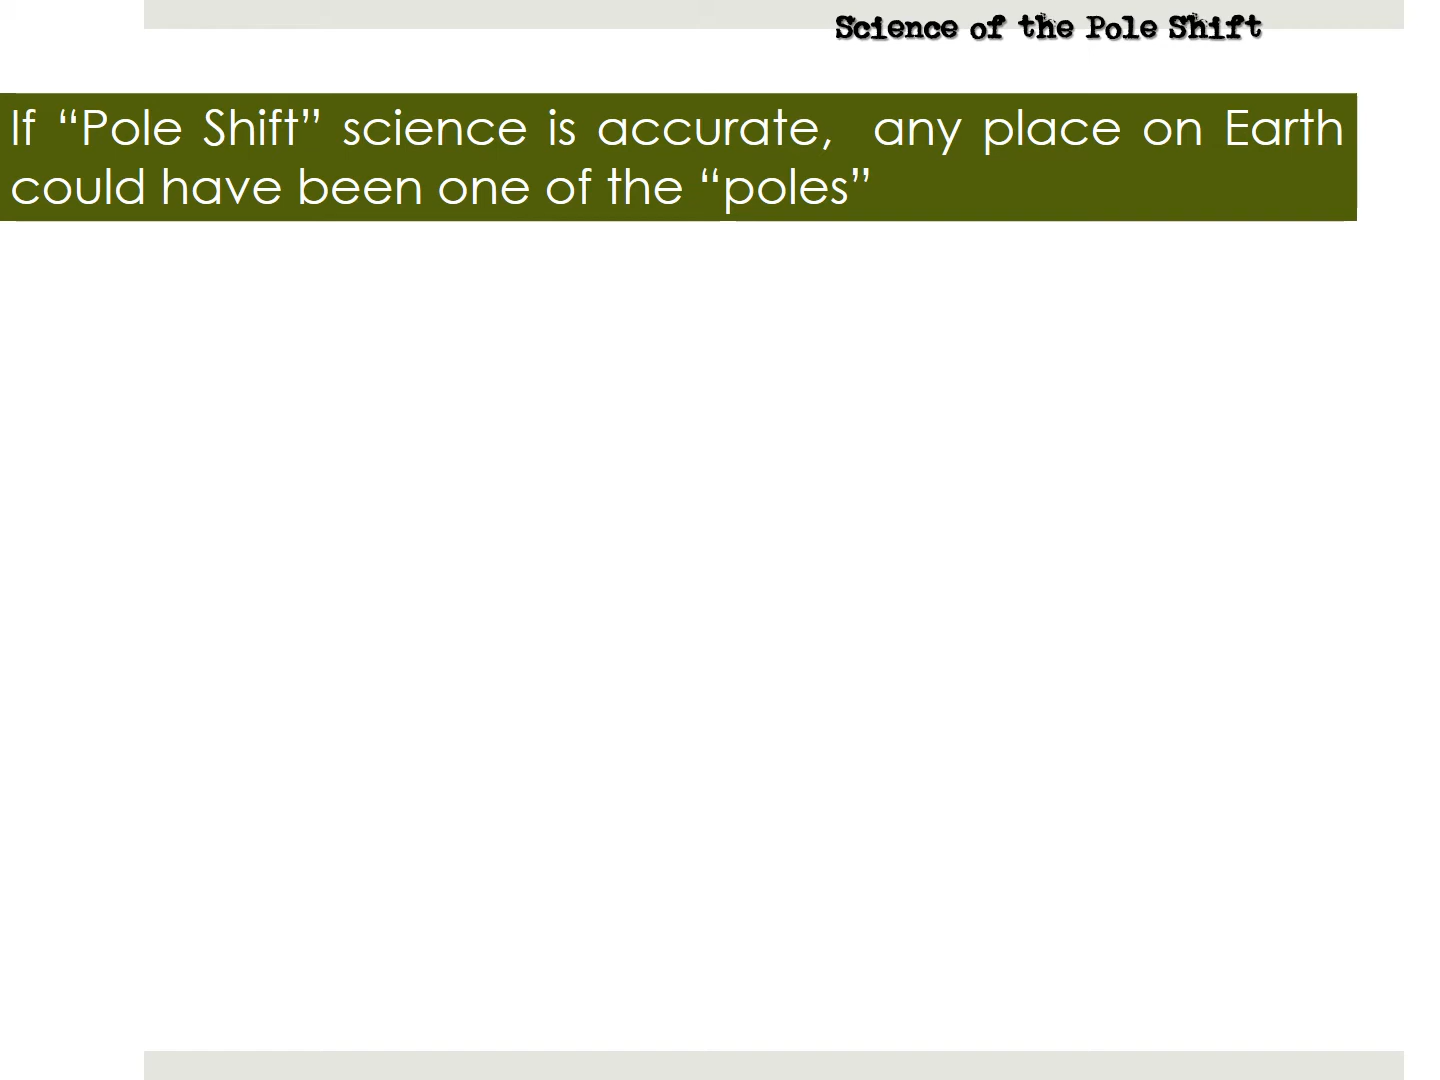 Science of the Pole Shift
If “Pole Shift” science is accurate, any place on Earth
could have been one of the “poles”